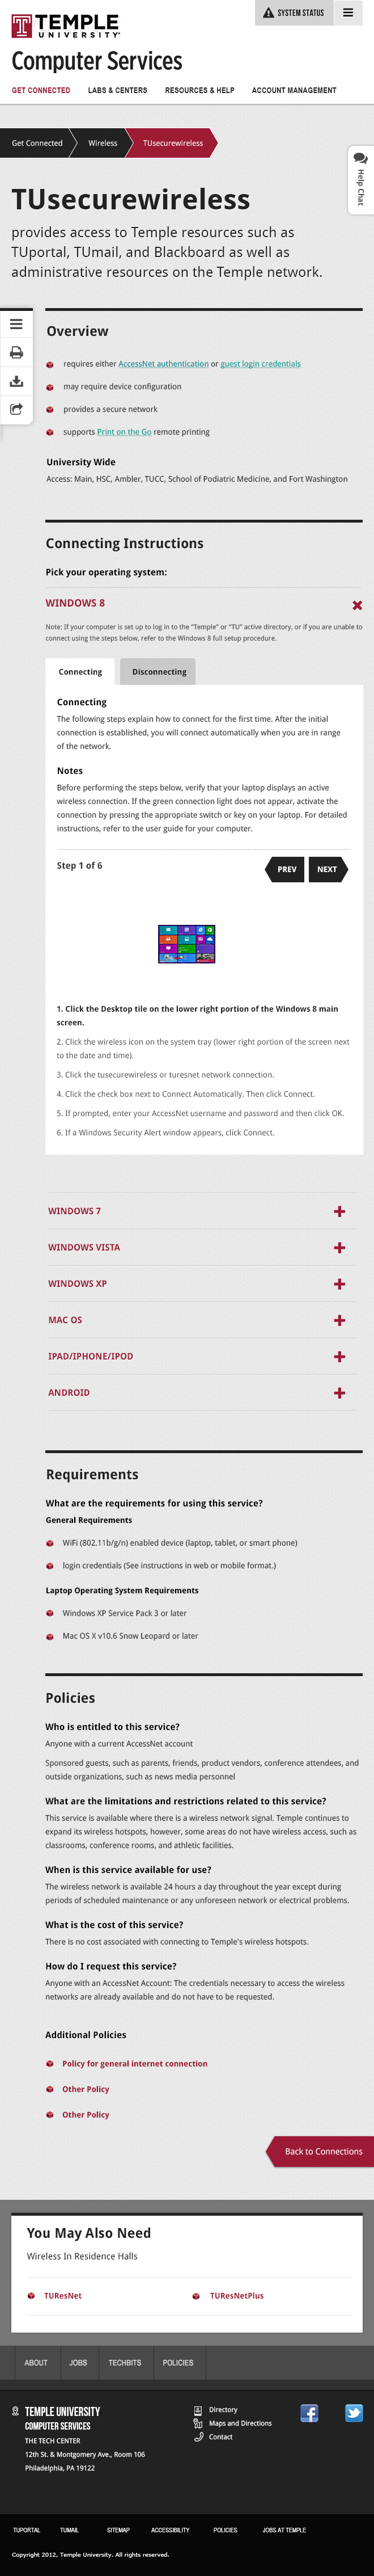 SYSTEM STATUS
TEMPLE
UNIVERSITY
Computer Services
GET CONNECTED LABS & CENTERS RESOURCES & HELP ACCOUNT MANAGEMENT
Get Connected Wireless TUsecurewireless
Help Chat
TUsecurewireless
provides access to Temple resources such as
TUportal, TUmail, and Blackboard as well as
administrative resources on the Temple network.
Overview
requires either AccessNet authentication or guest login credentials
may require device configuration
provides a secure network
supports Print on the Go remote printing
University Wide
Access: Main, HSC, Ambler, TUCC, School of Podiatric Medicine, and Fort Washington
Connecting Instructions
Pick your operating system:
WINDOWS 8
Note: If your computer is set up to log in to the "Temple" or "TU" active directory, or if you are unable to
connect using the steps below, refer to the Windows 8 full setup procedure.
Connecting Disconnecting
Connecting
The following steps explain how to connect for the first time. After the initial
connection is established, you will connect automatically when you are in range
of the network.
Notes
Before performing the steps below, verify that your laptop displays an active
wireless connection. If the green connection light does not appear, activate the
connection by pressing the appropriate switch or key on your laptop. For detailed
instructions, refer to the user guide for your computer.
Step 1 of 6 PREV NEXT
1. Click the Desktop tile on the lower right portion of the Windows 8 main
screen.
2. Click the wireless icon on the system tray (lower right portion of the screen next
to the date and time).
3. Click the tusecurewireless or turesnet network connection.
4. Click the check box next to Connect Automatically. Then click Connect.
5. If prompted, enter your AccessNet username and password and then click OK.
6. If a Windows Security Alert window appears, click Connect.
WINDOWS 7
WINDOWS VISTA
WINDOWS XP
MAC OS
IPAD/IPHONE/IPOD
ANDROID
Requirements
What are the requirements for using this service?
General Requirements
WiFi (802.11b/g/n) enabled device (laptop, tablet, or smart phone)
login credentials (See instructions in web or mobile format.)
Laptop Operating System Requirements
Windows XP Service Pack 3 or later
Mac OS X v10.6 Snow Leopard or later
Policies
Who is entitled to this service?
Anyone with a current AccessNet account
Sponsored guests, such as parents, friends, product vendors, conference attendees, and
outside organizations, such as news media personnel
What are the limitations and restrictions related to this service?
This service is available where there is a wireless network signal. Temple continues to
expand its wireless hotspots, however, some areas do not have wireless access, such as
classrooms, conference rooms, and athletic facilities.
When is this service available for use?
The wireless network is available 24 hours a day throughout the year except during
periods of scheduled maintenance or any unforeseen network or electrical problems.
What is the cost of this service?
There is no cost associated with connecting to Temple's wireless hotspots.
How do I request this service?
Anyone with an AccessNet Account: The credentials necessary to access the wireless
networks are already available and do not have to be requested.
Additional Policies
Policy for general internet connection
Other Policy
Other Policy
Back to Connections
You May Also Need
Wireless In Residence Halls
TUResNet TUResNetPlus
ABOUT JOBS TECHBITS POLICIES
TEMPLE UNIVERSITY
COMPUTER SERVICES
THE TECH CENTER
12th St. & Montgomery Ave., Room 106
Philadelphia, PA 19122
Directory
Maps and Directions
Contact
TUPORTAL TUMAIL SITEMAP ACCESSIBILITY POLICIES JOBS AT TEMPLE
Copyright 2012, Temple University. All rights reserved.